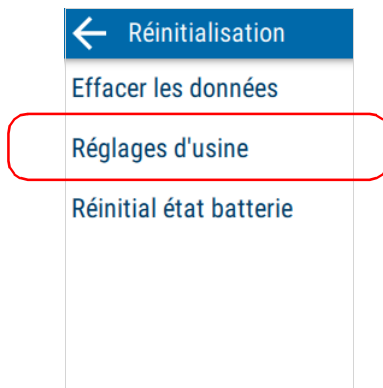 Réinitialisation
Effacer les données
Réglages d'usine
Réinitial état batterie